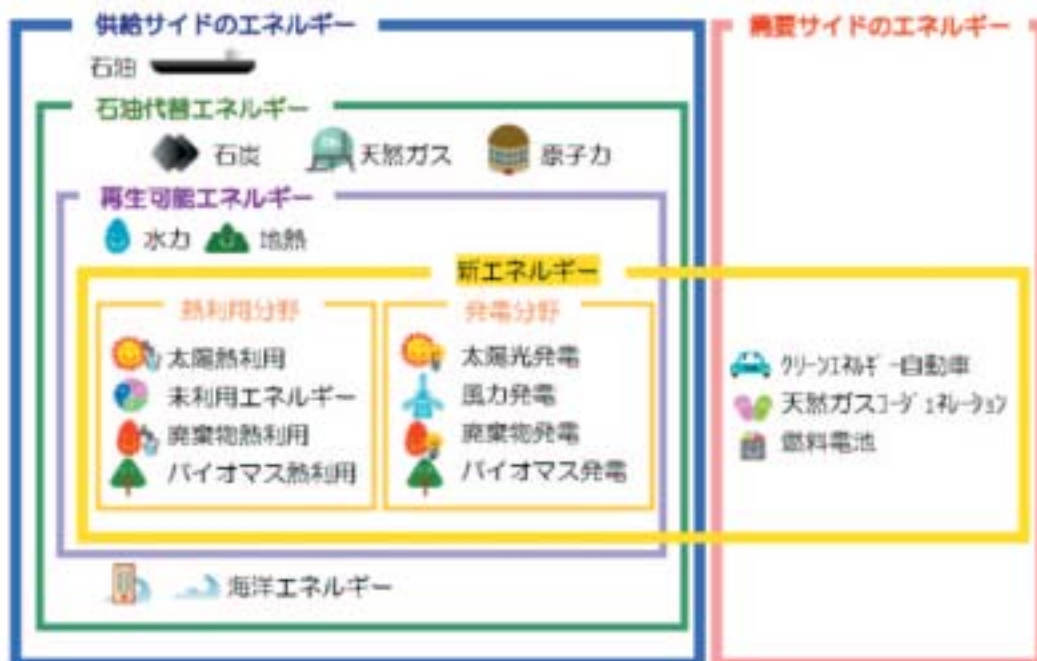 供給サイドのエネルギー
需要サイドのエネルギー
石油
石油代替エネルギー
石炭 天然ガス 原子力
再生可能エネルギー
水力 地熱
新エネルギー
熱利用分野
太陽熱利用
未利用エネルギー
廃棄物熱利用
バイオマス熱利用
発電分野
太陽光発電
風力発電
廃棄物発電
バイオマス発電
クリーンエネルギー自動車
天然ガスコージェネレーション
燃料電池
海洋エネルギー